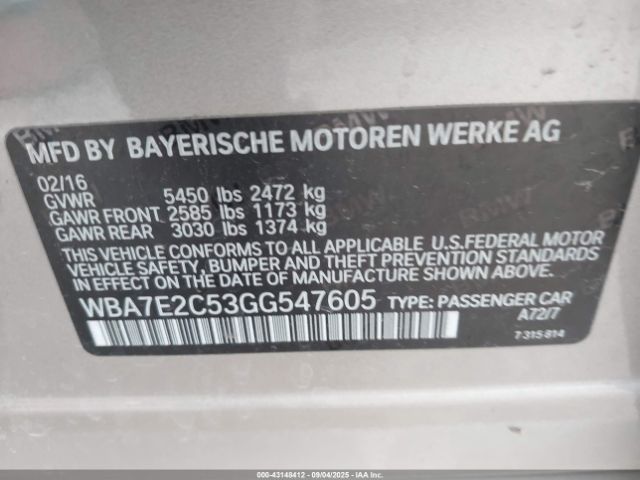 MFD BY BAYERISCHE MOTOREN WERKE AG
02/16
GVWR 5450 lbs 2472 kg
GAWR FRONT 2585 lbs 1173 kg
GAWR REAR 3030 lbs 1374 kg
THIS VEHICLE CONFORMS TO ALL APPLICABLE U.S.FEDERAL MOTOR
VEHICLE SAFETY, BUMPER AND THEFT PREVENTION STANDARDS
IN EFFECT ON THE DATE OF MANUFACTURE SHOWN ABOVE.
WBA7E2C53GG547605 TYPE: PASSENGER CAR
A72/7
7 315 814
000-43148412 - 09/04/2025 - IAA Inc.